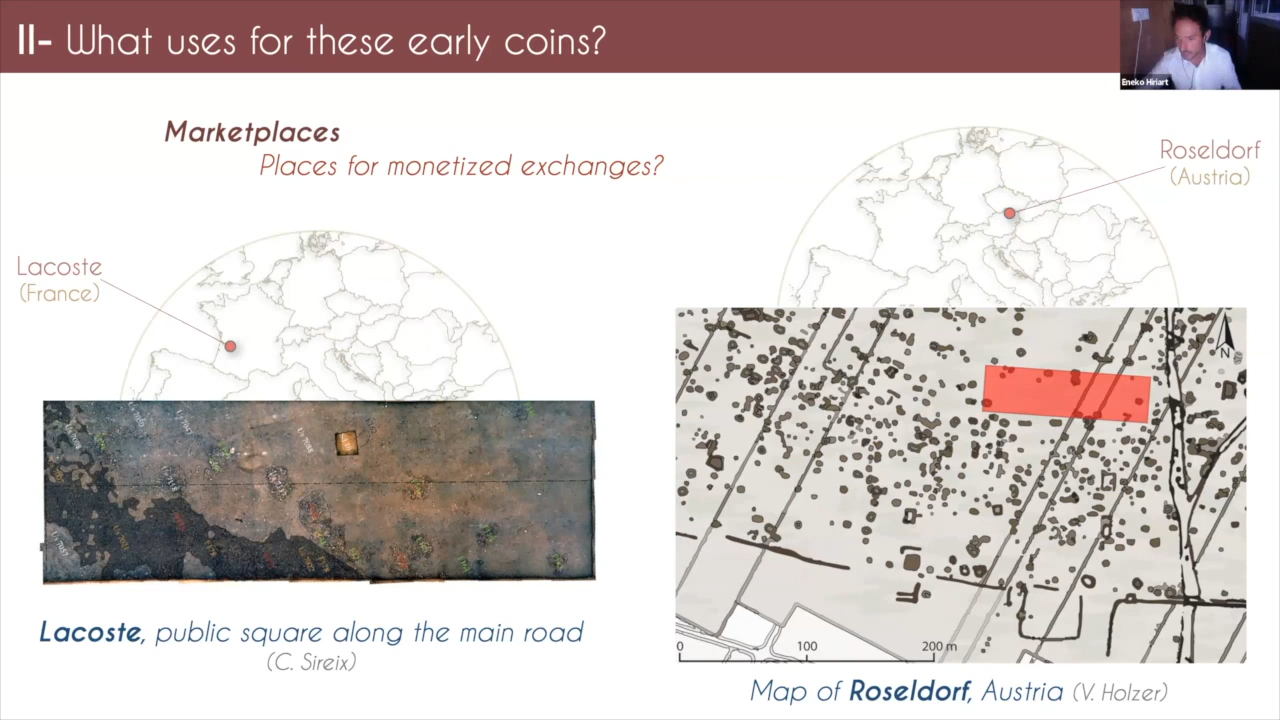 II- What uses for these early coins?
Eneko Hiriart
Marketplaces
Places for monetized exchanges?
Roseldorf
(Austria)
Lacoste
(France)
N
0 100 200 m
Lacoste, public square along the main road
(C. Sireix)
Map of Roseldorf, Austria (V. Holzer)